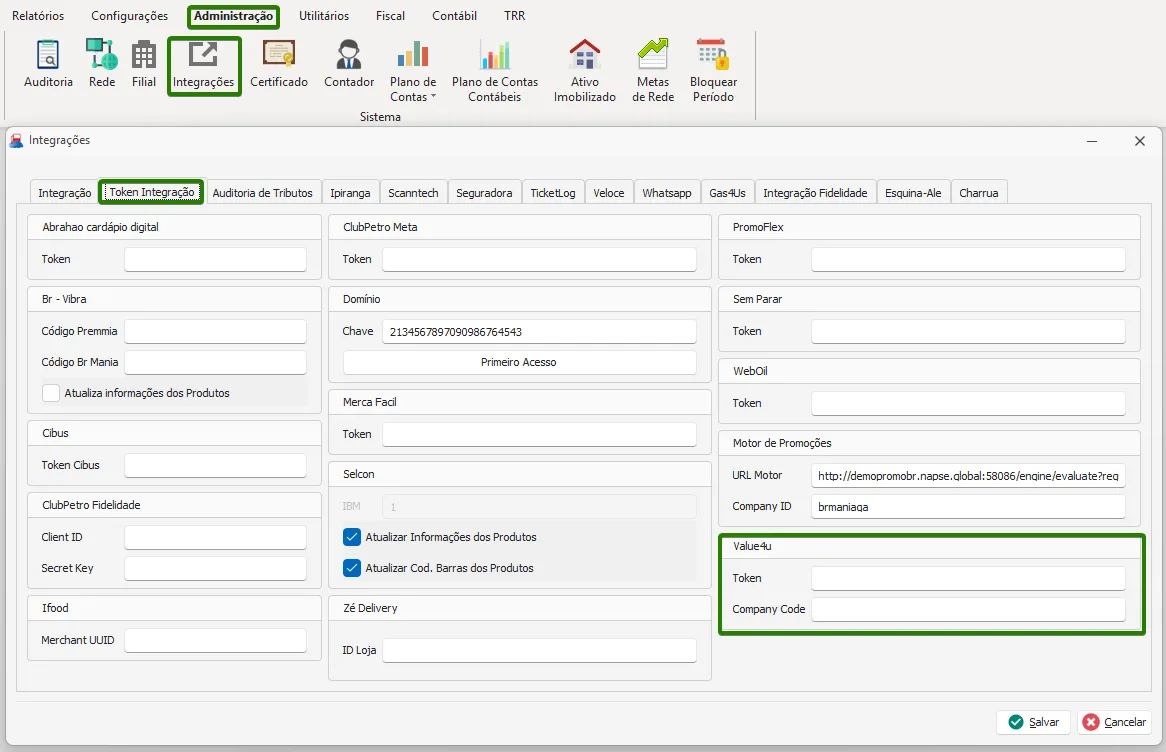 Relatórios Configurações Administração Utilitários Fiscal Contábil TRR
Auditoria Rede Filial Integrações Certificado Contador Plano de Contas Plano de Contas Contábeis Ativo Imobilizado Metas de Rede Bloquear Período
Sistema
Integrações
Integração Token Integração Auditoria de Tributos Ipiranga Scanntech Seguradora TicketLog Veloce Whatsapp Gas4Us Integração Fidelidade Esquina-Ale Charrua
Abrahao cardápio digital
Token
Br - Vibra
Código Premmia
Código Br Mania
Atualiza informações dos Produtos
Cibus
Token Cibus
ClubPetro Fidelidade
Client ID
Secret Key
Ifood
Merchant UUID
ClubPetro Meta
Token
Domínio
Chave 2134567897090986764543
Primeiro Acesso
Merca Facil
Token
Selcon
IBM 1
Atualizar Informações dos Produtos
Atualizar Cod. Barras dos Produtos
Zé Delivery
ID Loja
PromoFlex
Token
Sem Parar
Token
WebOil
Token
Motor de Promoções
URL Motor http://demopromobr.napse.global:58086/engine/evaluate?req
Company ID brmaniaqa
Value4u
Token
Company Code
Salvar Cancelar